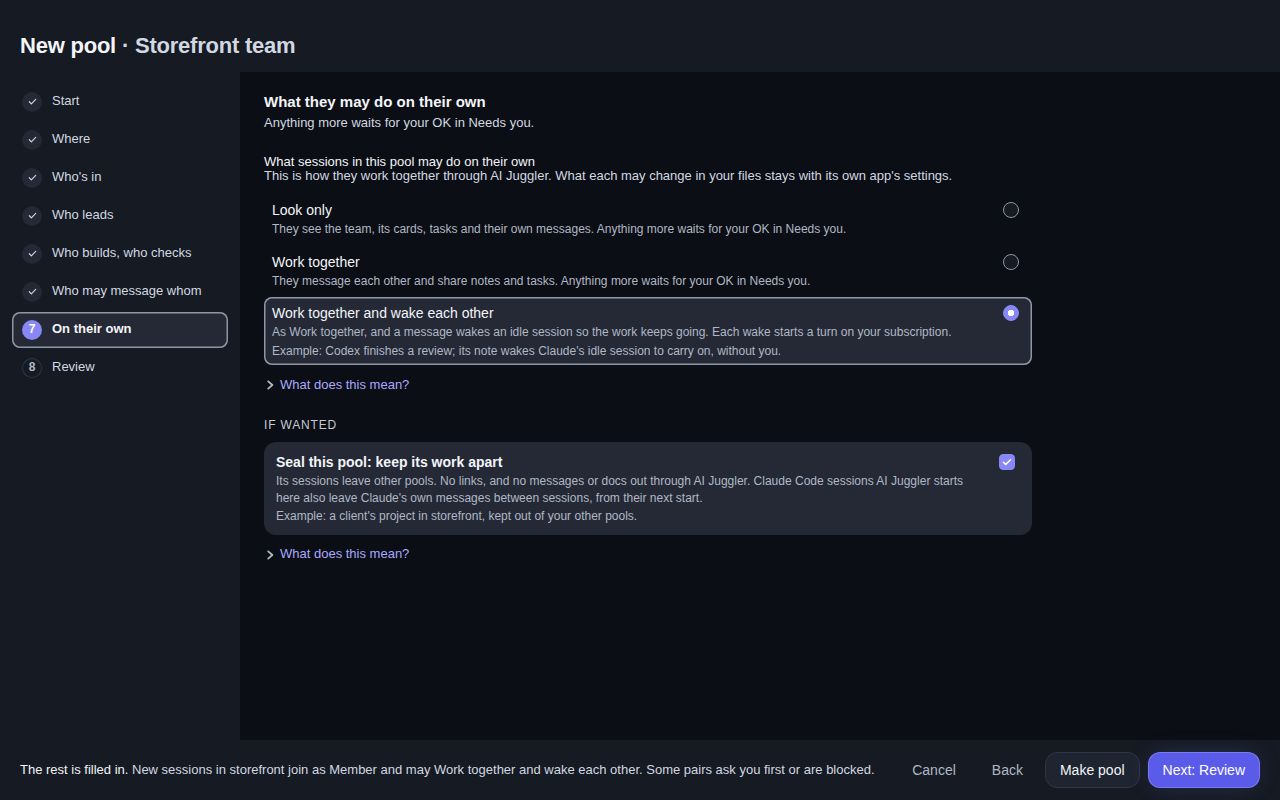 New pool · Storefront team
Start
Where
Who's in
Who leads
Who builds, who checks
Who may message whom
7 On their own
8 Review
What they may do on their own
Anything more waits for your OK in Needs you.
What sessions in this pool may do on their own
This is how they work together through AI Juggler. What each may change in your files stays with its own app's settings.
Look only
They see the team, its cards, tasks and their own messages. Anything more waits for your OK in Needs you.
Work together
They message each other and share notes and tasks. Anything more waits for your OK in Needs you.
Work together and wake each other
As Work together, and a message wakes an idle session so the work keeps going. Each wake starts a turn on your subscription.
Example: Codex finishes a review; its note wakes Claude's idle session to carry on, without you.
What does this mean?
IF WANTED
Seal this pool: keep its work apart
Its sessions leave other pools. No links, and no messages or docs out through AI Juggler. Claude Code sessions AI Juggler starts
here also leave Claude's own messages between sessions, from their next start.
Example: a client's project in storefront, kept out of your other pools.
What does this mean?
The rest is filled in. New sessions in storefront join as Member and may Work together and wake each other. Some pairs ask you first or are blocked.
Cancel
Back
Make pool
Next: Review